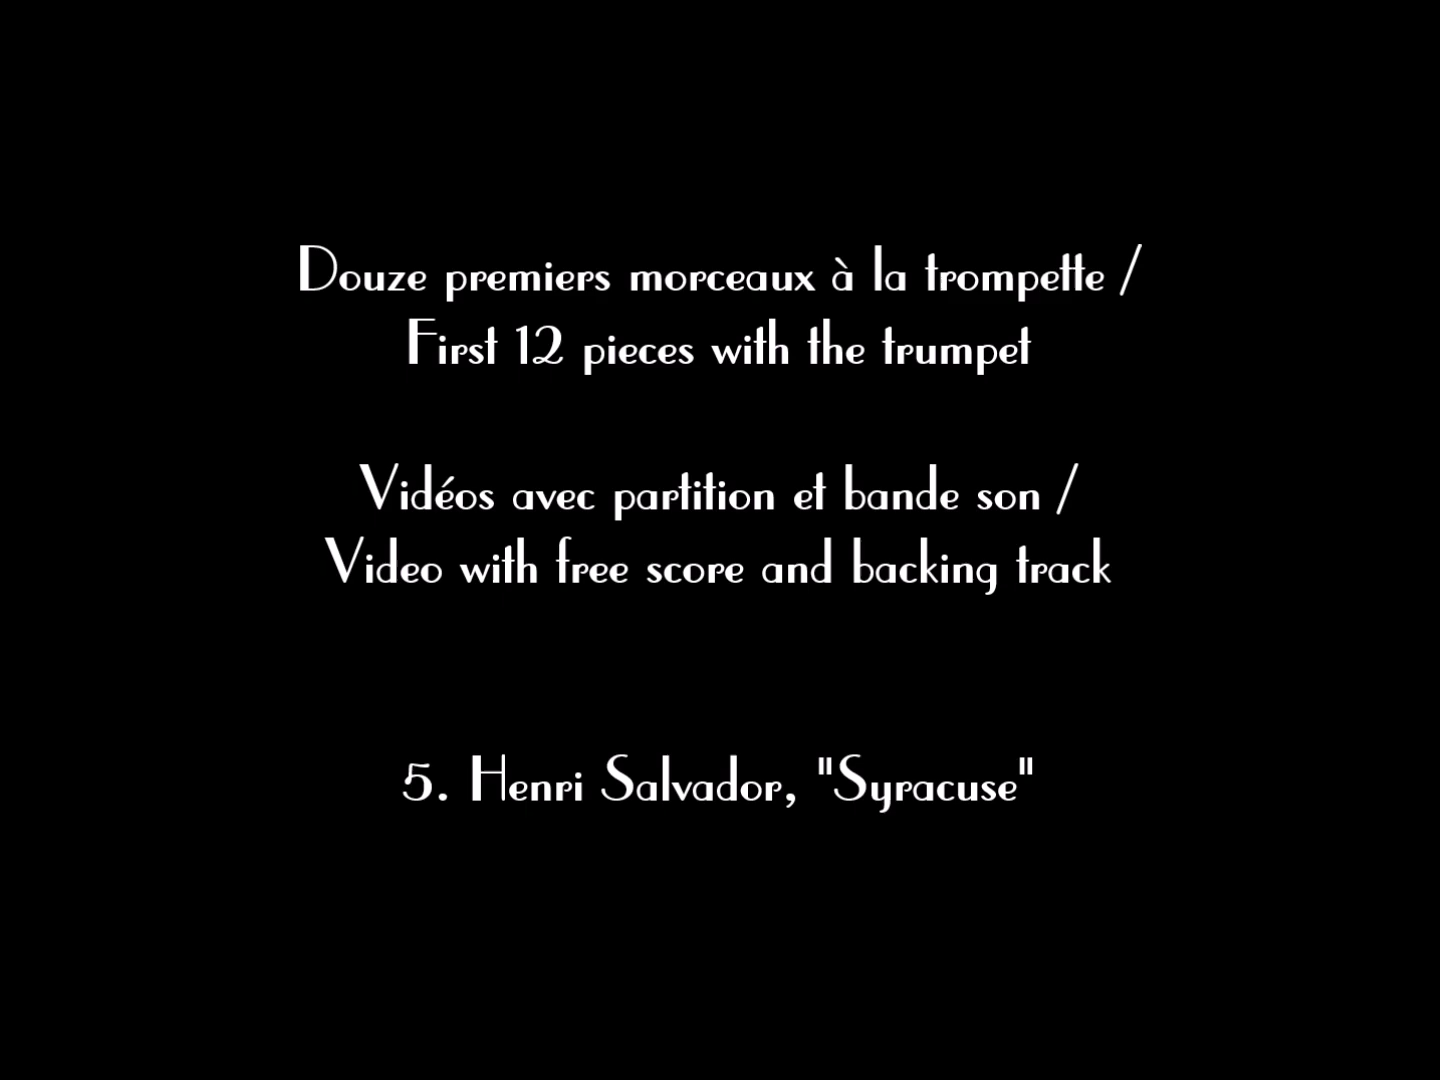 Douze premiers morceaux à la trompette /
First 12 pieces with the trumpet
Vidéos avec partition et bande son /
Video with free score and backing track
5. Henri Salvador, "Syracuse"